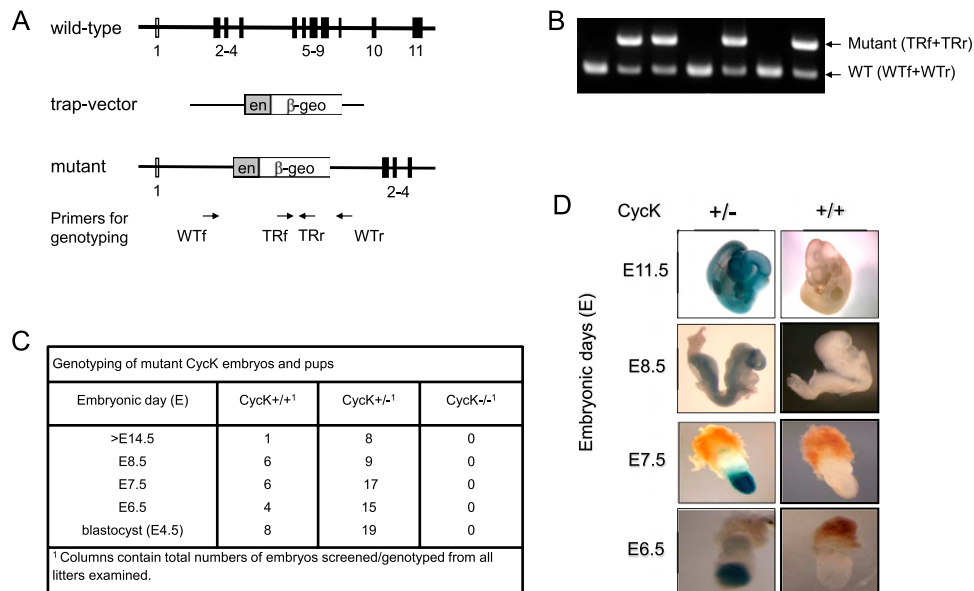 A
wild-type
1 2-4 5-9 10 11
trap-vector
en β-geo
mutant
en β-geo
1 2-4
Primers for
genotyping
WTf TRf TRr WTr
B
Mutant (TRf+TRr)
WT (WTf+WTr)
C
Genotyping of mutant CycK embryos and pups
Embryonic day (E) CycK+/+¹ CycK+/-¹ CycK-/-¹
>E14.5 1 8 0
E8.5 6 9 0
E7.5 6 17 0
E6.5 4 15 0
blastocyst (E4.5) 8 19 0
¹ Columns contain total numbers of embryos screened/genotyped from all
litters examined.
D
CycK +/- +/+
Embryonic days (E)
E11.5
E8.5
E7.5
E6.5